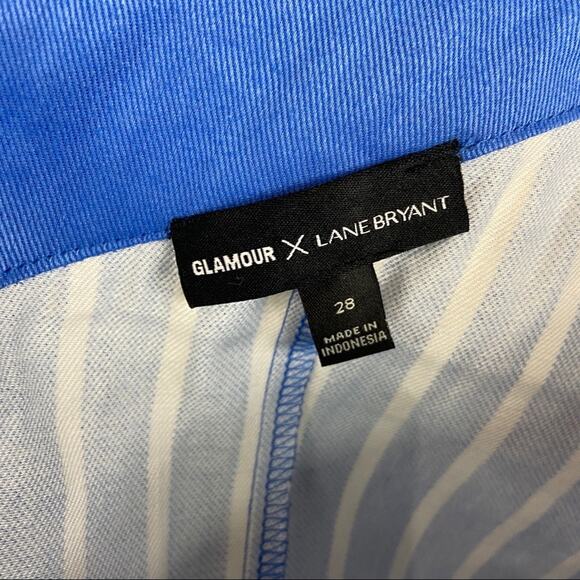 GLAMOUR X LANE BRYANT
28
MADE IN
INDONESIA